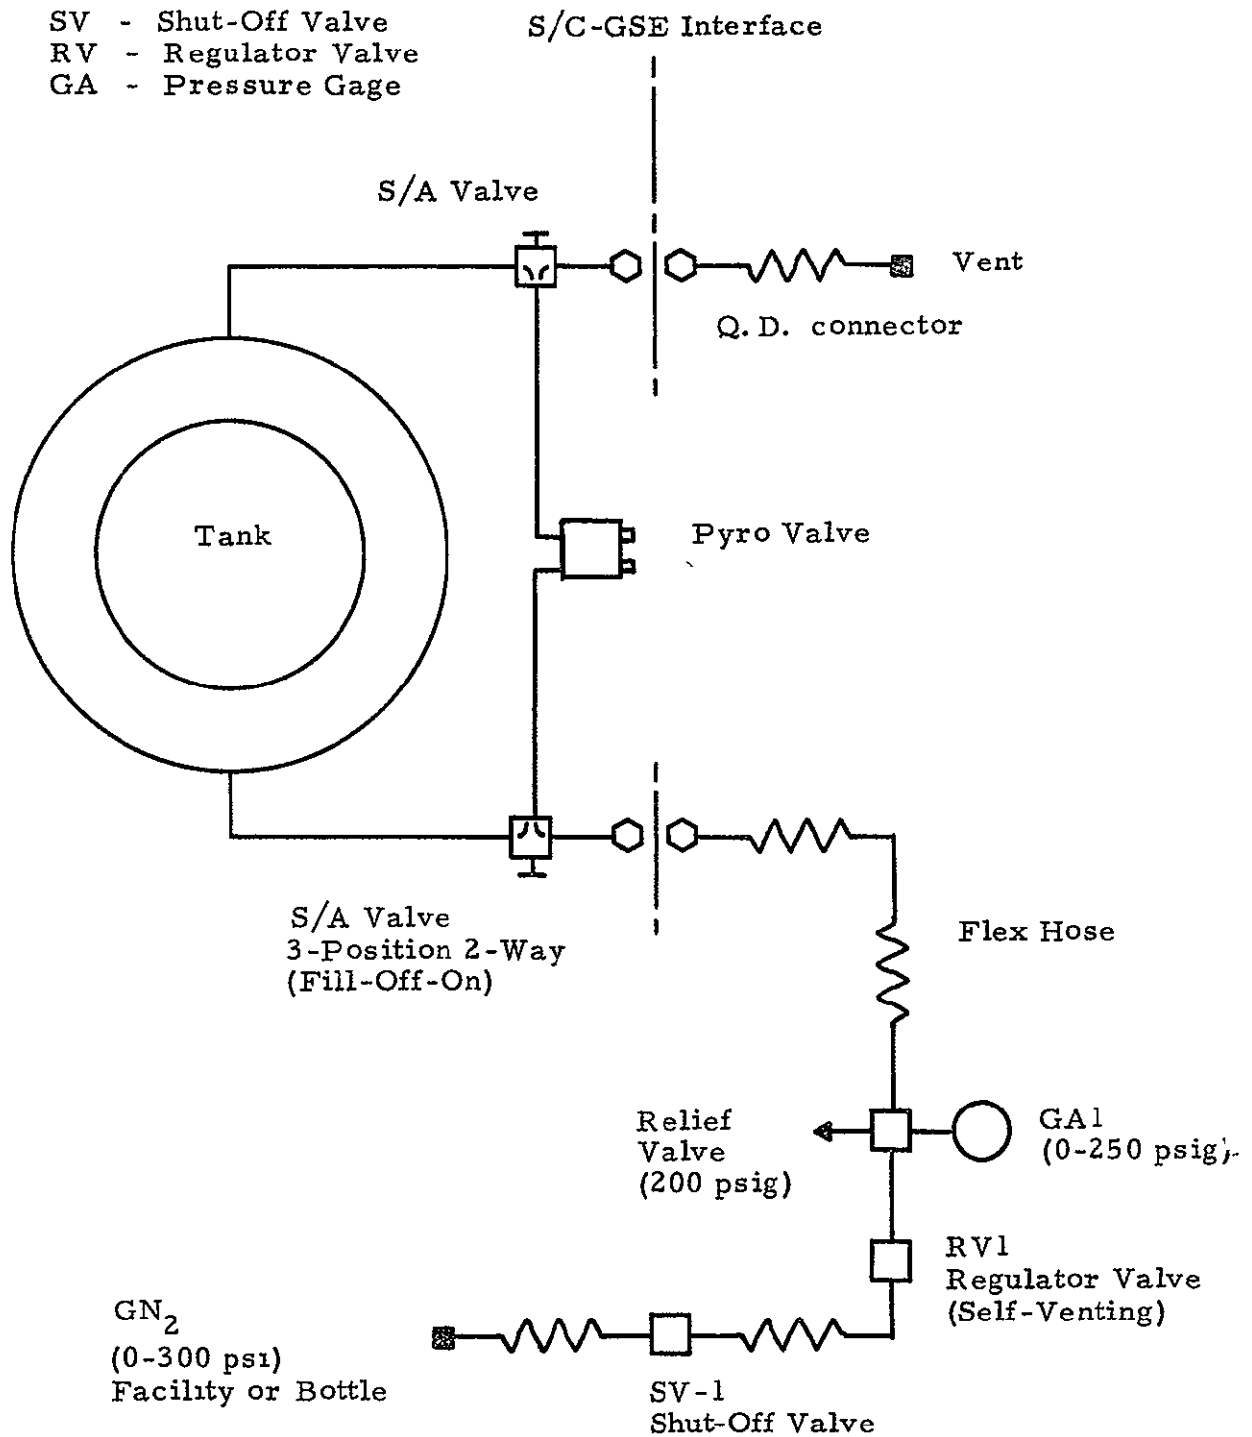 SV - Shut-Off Valve
RV - Regulator Valve
GA - Pressure Gage
S/C-GSE Interface
S/A Valve
Vent
Q.D. connector
Tank
Pyro Valve
S/A Valve
3-Position 2-Way
(Fill-Off-On)
Flex Hose
Relief
Valve
(200 psig)
GA1
(0-250 psig)
RV1
Regulator Valve
(Self-Venting)
GN2
(0-300 psi)
Facility or Bottle
SV-1
Shut-Off Valve